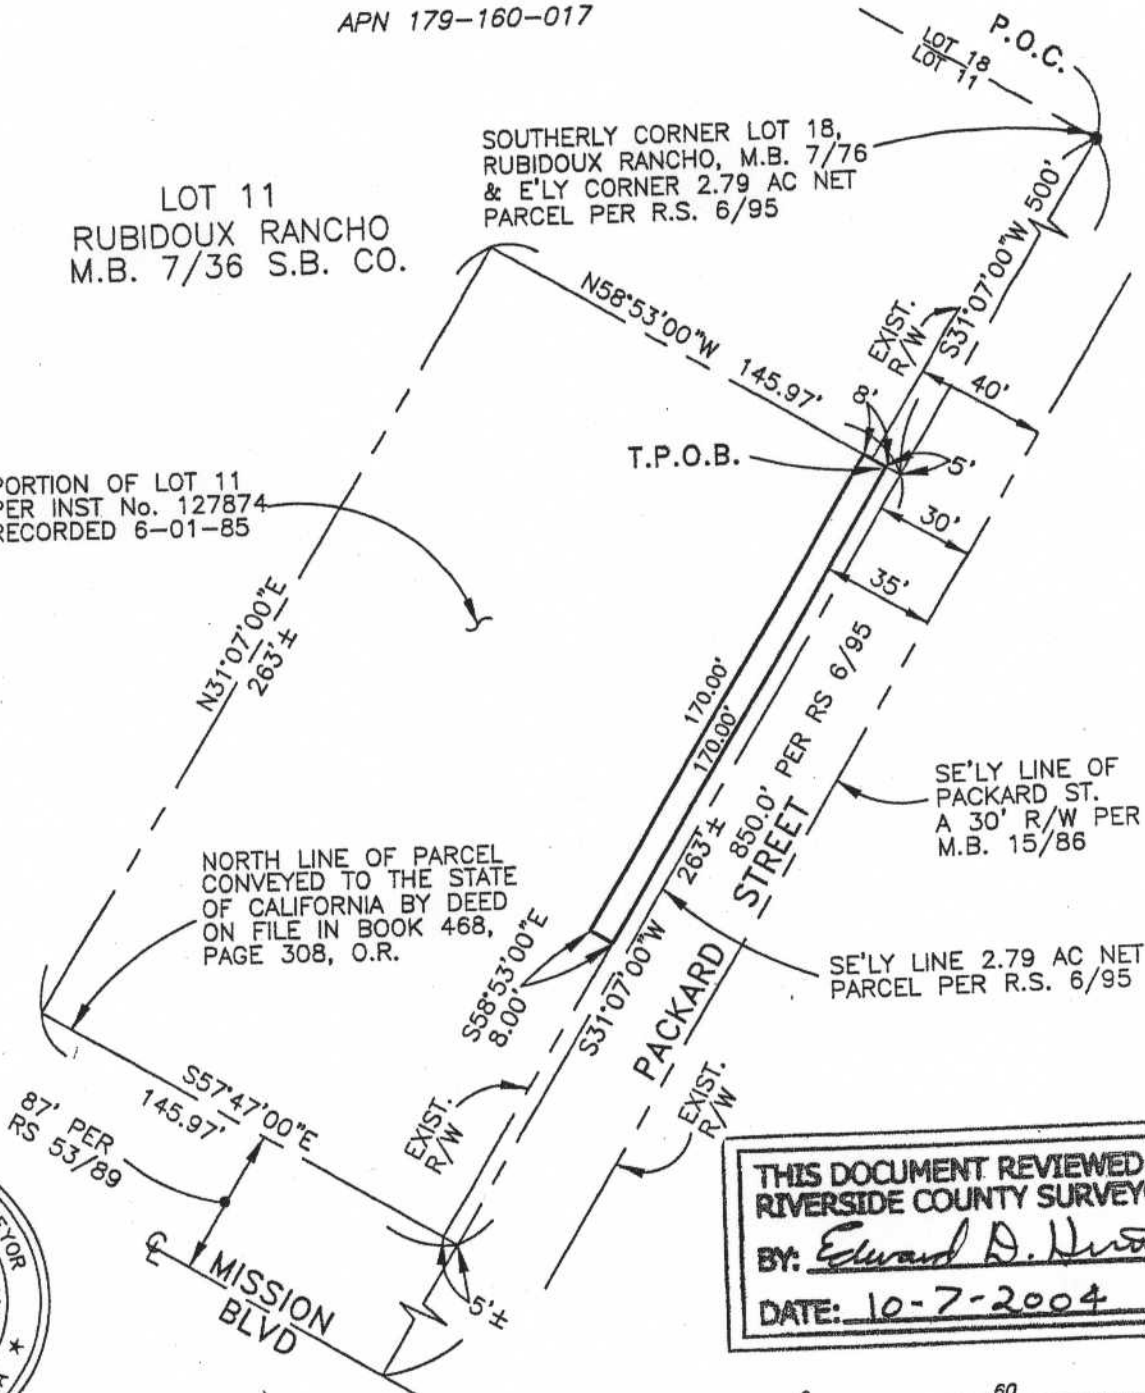 APN 179-160-017
P.O.C.
LOT 18
LOT 11
SOUTHERLY CORNER LOT 18,
RUBIDOUX RANCHO, M.B. 7/76
& E'LY CORNER 2.79 AC NET
PARCEL PER R.S. 6/95
LOT 11
RUBIDOUX RANCHO
M.B. 7/36 S.B. CO.
S31°07'00"W 500'
N58°53'00"W 145.97'
EXIST.
R/W
40'
8'
T.P.O.B.
5'
30'
35'
PORTION OF LOT 11
PER INST No. 127874
RECORDED 6-01-85
N31°07'00"E
263'±
170.00'
170.00'
263'± 850.0' PER RS 6/95
SE'LY LINE OF
PACKARD ST.
A 30' R/W PER
M.B. 15/86
NORTH LINE OF PARCEL
CONVEYED TO THE STATE
OF CALIFORNIA BY DEED
ON FILE IN BOOK 468,
PAGE 308, O.R.
S58°53'00"E
8.00'
S31°07'00"W
PACKARD STREET
SE'LY LINE 2.79 AC NET
PARCEL PER R.S. 6/95
S57°47'00"E
145.97'
87' PER
RS 53/89
EXIST.
R/W
EXIST.
R/W
℄ MISSION
BLVD
5'±
THIS DOCUMENT REVIEWED
RIVERSIDE COUNTY
BY: Edward D.
DATE: 10-7-2004
60